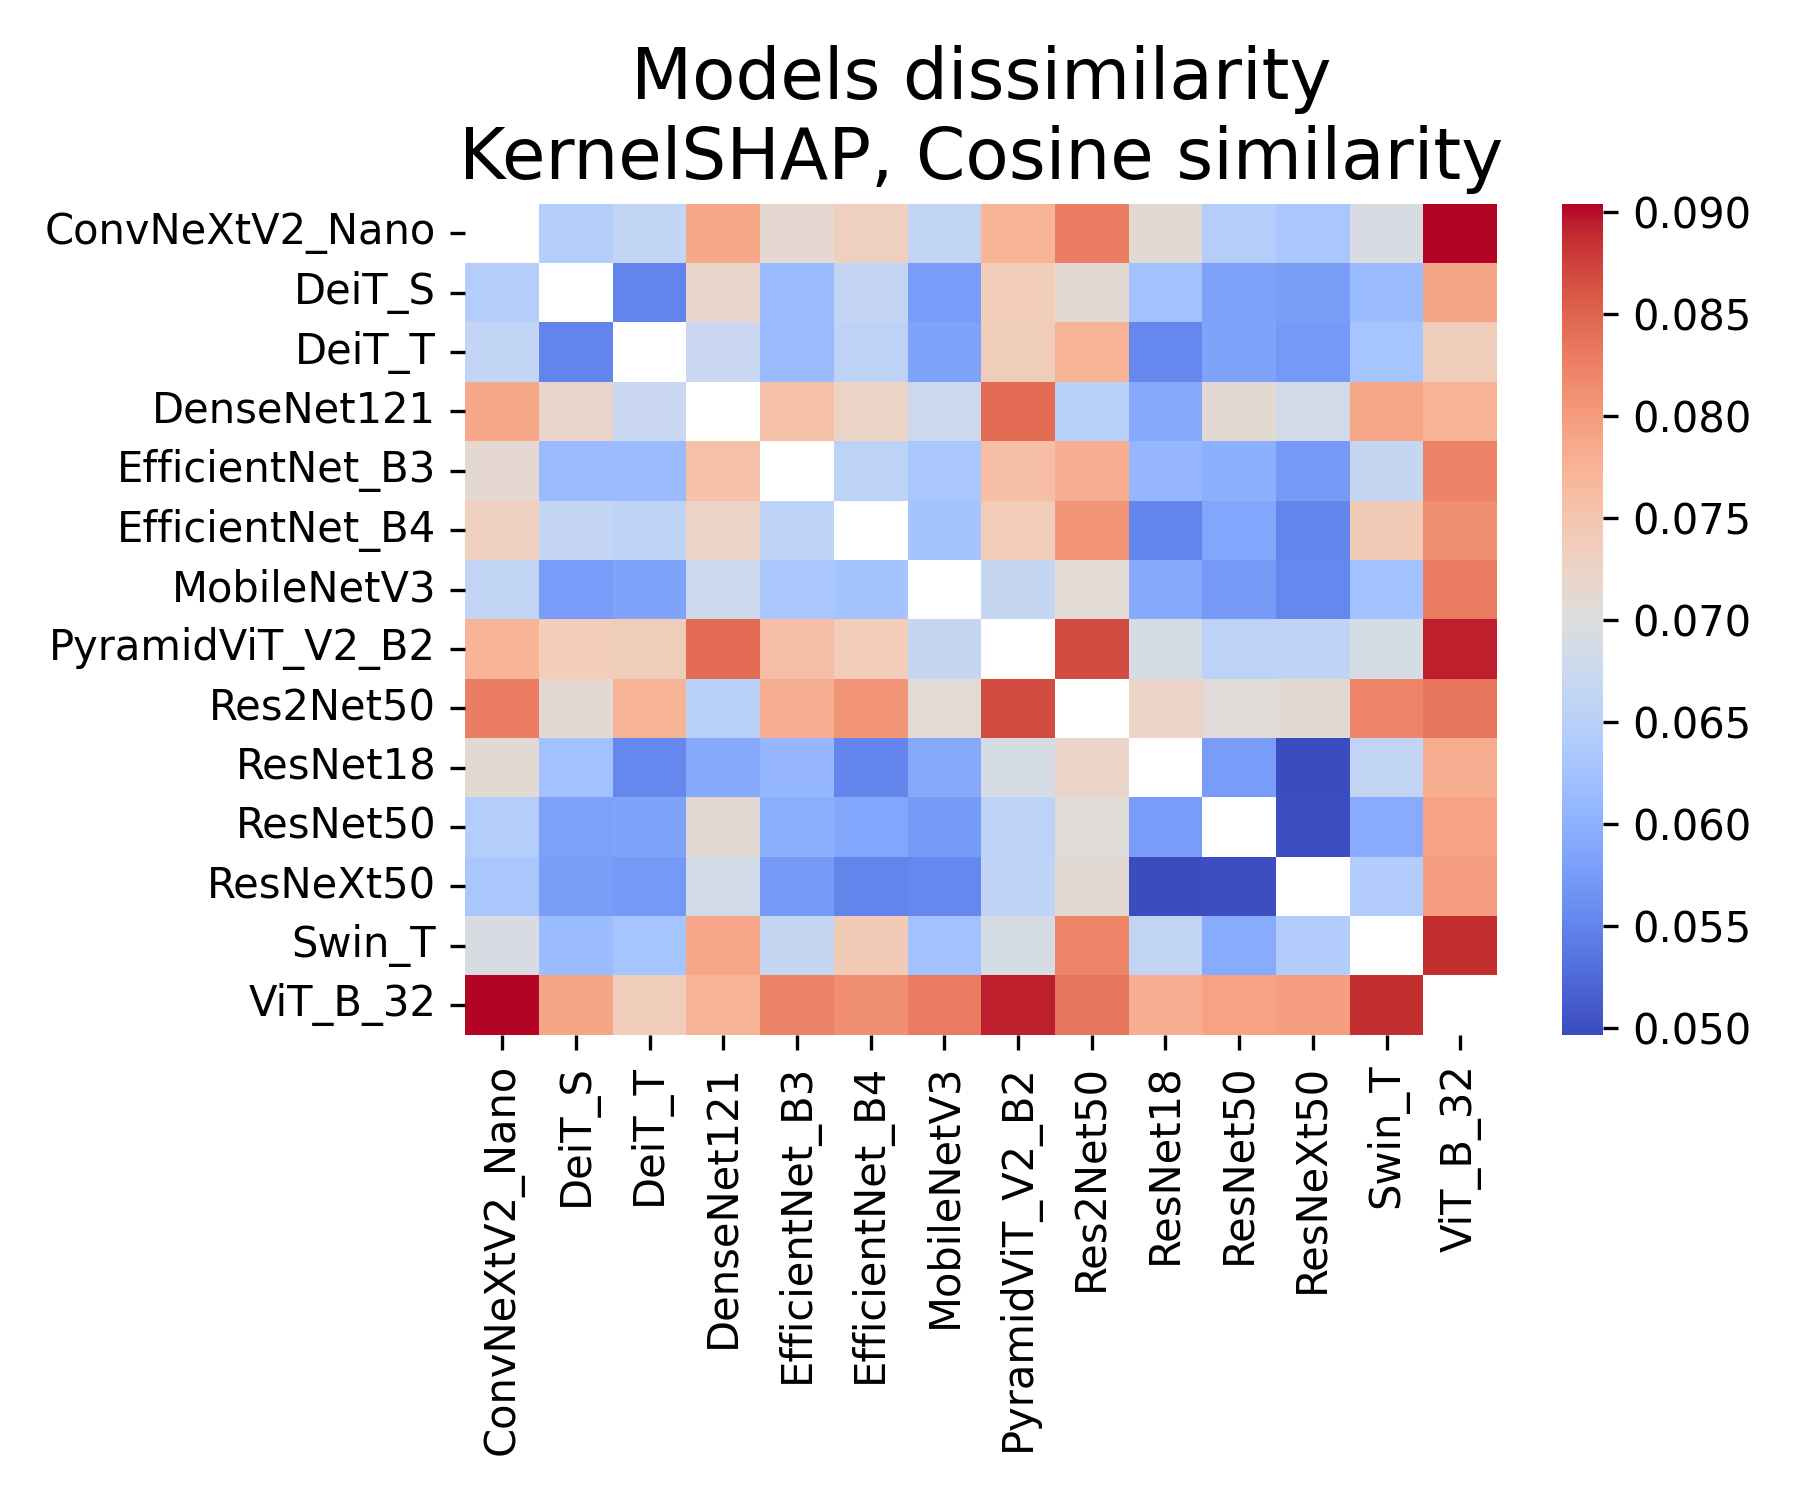 Models dissimilarity
KernelSHAP, Cosine similarity
ConvNeXtV2_Nano
DeiT_S
DeiT_T
DenseNet121
EfficientNet_B3
EfficientNet_B4
MobileNetV3
PyramidViT_V2_B2
Res2Net50
ResNet18
ResNet50
ResNeXt50
Swin_T
ViT_B_32
ConvNeXtV2_Nano
DeiT_S
DeiT_T
DenseNet121
EfficientNet_B3
EfficientNet_B4
MobileNetV3
PyramidViT_V2_B2
Res2Net50
ResNet18
ResNet50
ResNeXt50
Swin_T
ViT_B_32
0.090
0.085
0.080
0.075
0.070
0.065
0.060
0.055
0.050